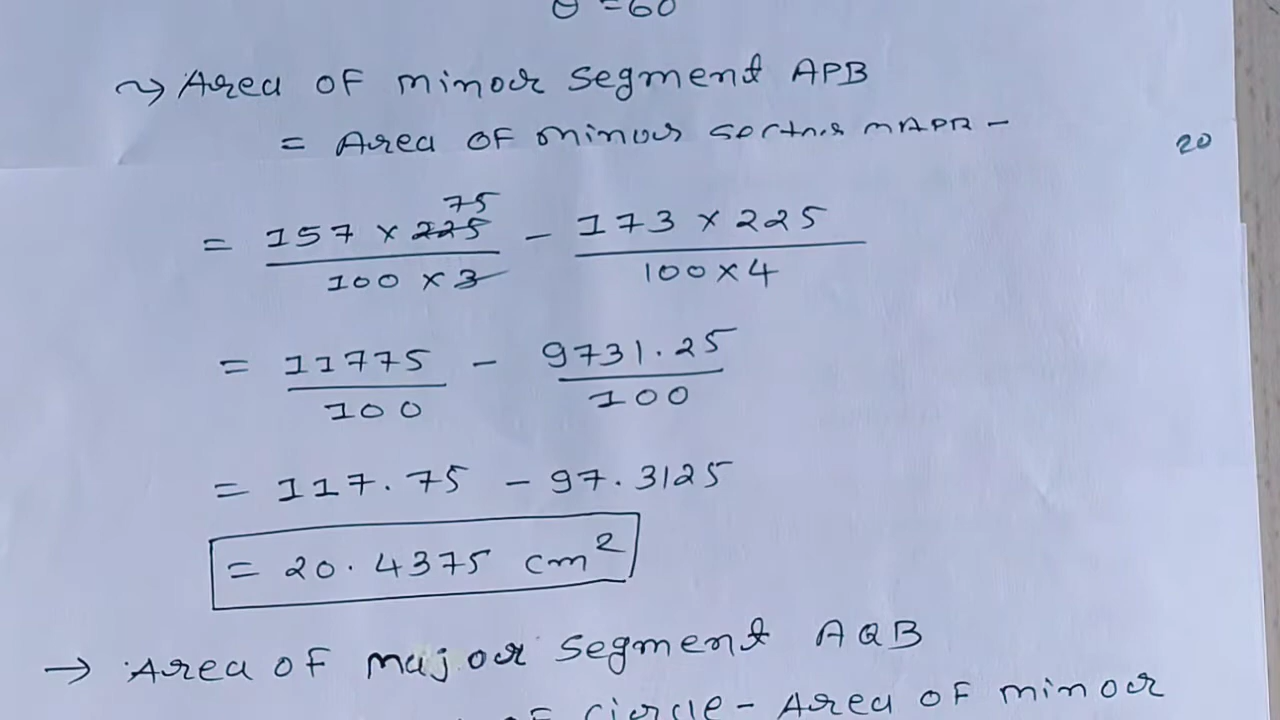 θ = 60
~> Area OF minor segment APB
= Area OF minor
20
75
= 157 × 225 / 100 × 3 - 173 × 225 / 100 × 4
= 11775 / 100 - 9731.25 / 100
= 117.75 - 97.3125
= 20.4375 cm²
→ Area OF major segment AQB
OF circle - Area OF minor